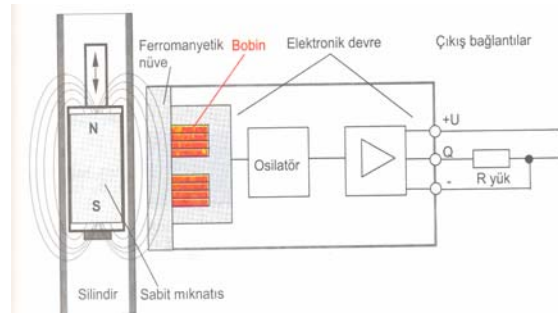 Ferromanyetik
nüve
Bobin
Elektronik devre
Çıkış bağlantılar
+U
N
Osilatör
Q
R yük
-
S
Silindir
Sabit mıknatıs